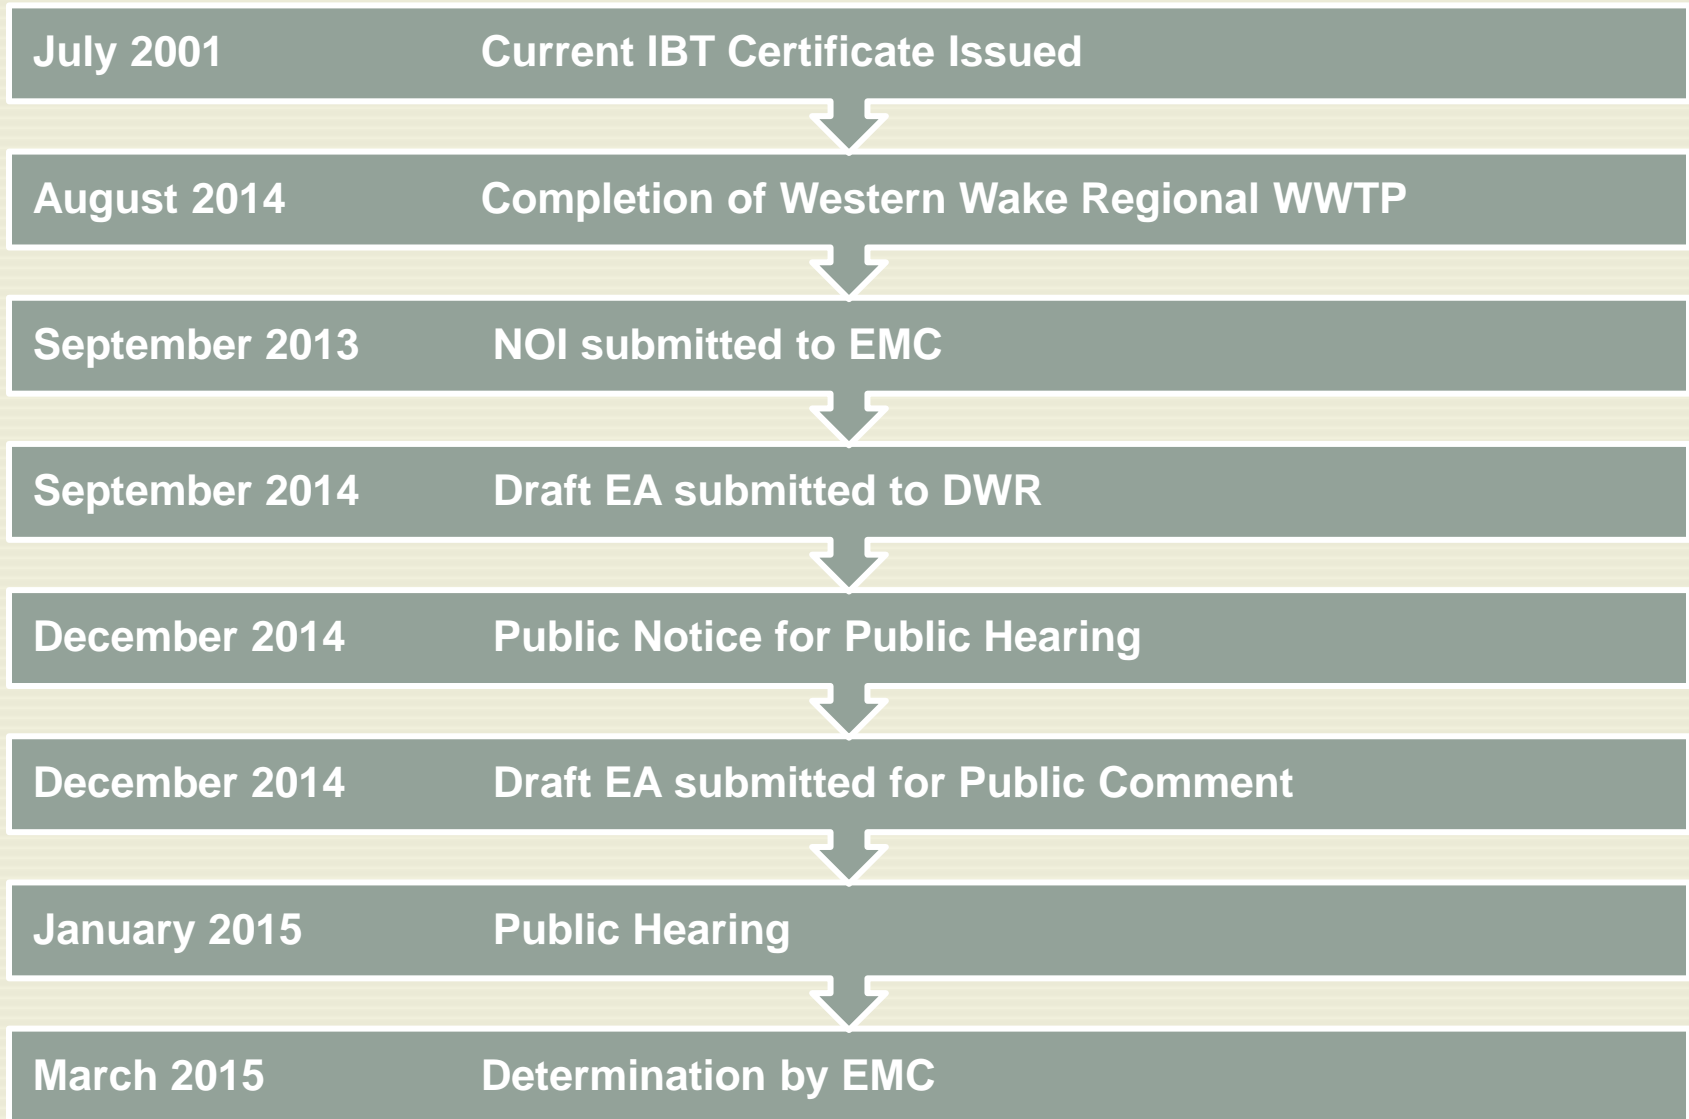 July 2001 Current IBT Certificate Issued
August 2014 Completion of Western Wake Regional WWTP
September 2013 NOI submitted to EMC
September 2014 Draft EA submitted to DWR
December 2014 Public Notice for Public Hearing
December 2014 Draft EA submitted for Public Comment
January 2015 Public Hearing
March 2015 Determination by EMC